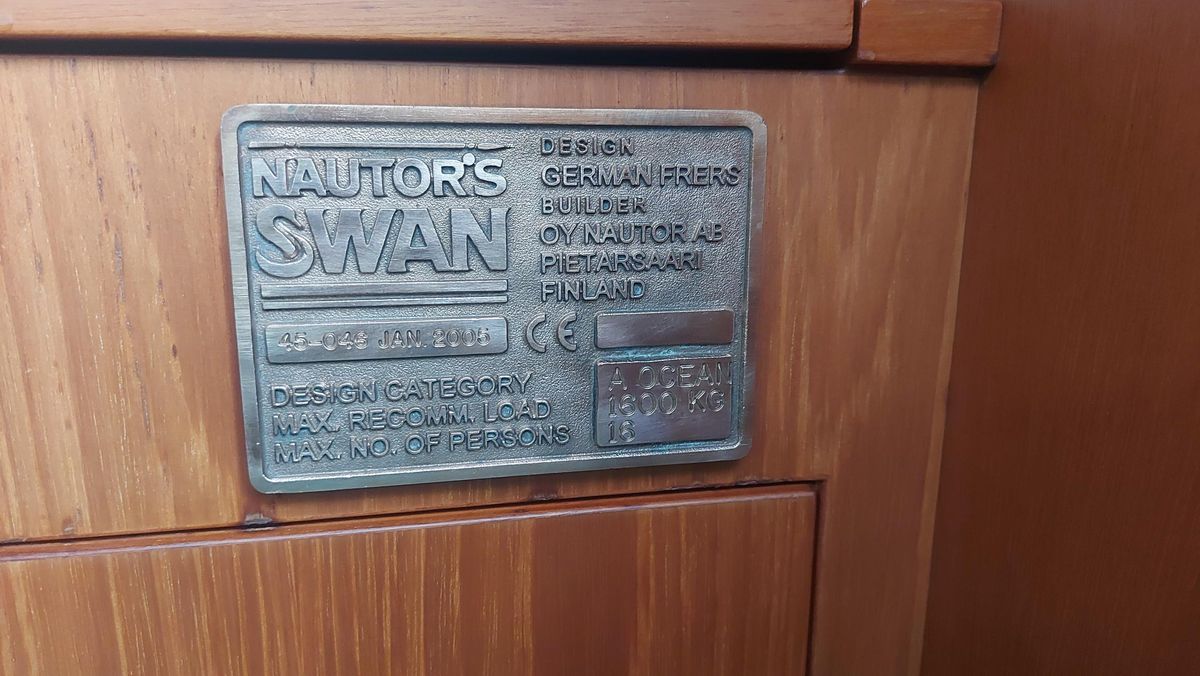 NAUTOR'S
SWAN
DESIGN
GERMAN FRERS
BUILDER
OY NAUTOR AB
PIETARSAARI
FINLAND
45-046 JAN. 2005
CE
DESIGN CATEGORY
MAX. RECOMM. LOAD
MAX. NO. OF PERSONS
A OCEAN
1600 KG
16